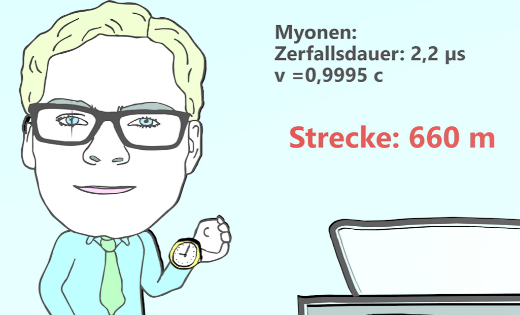 Myonen:
Zerfallsdauer: 2,2 µs
v =0,9995 c
Strecke: 660 m